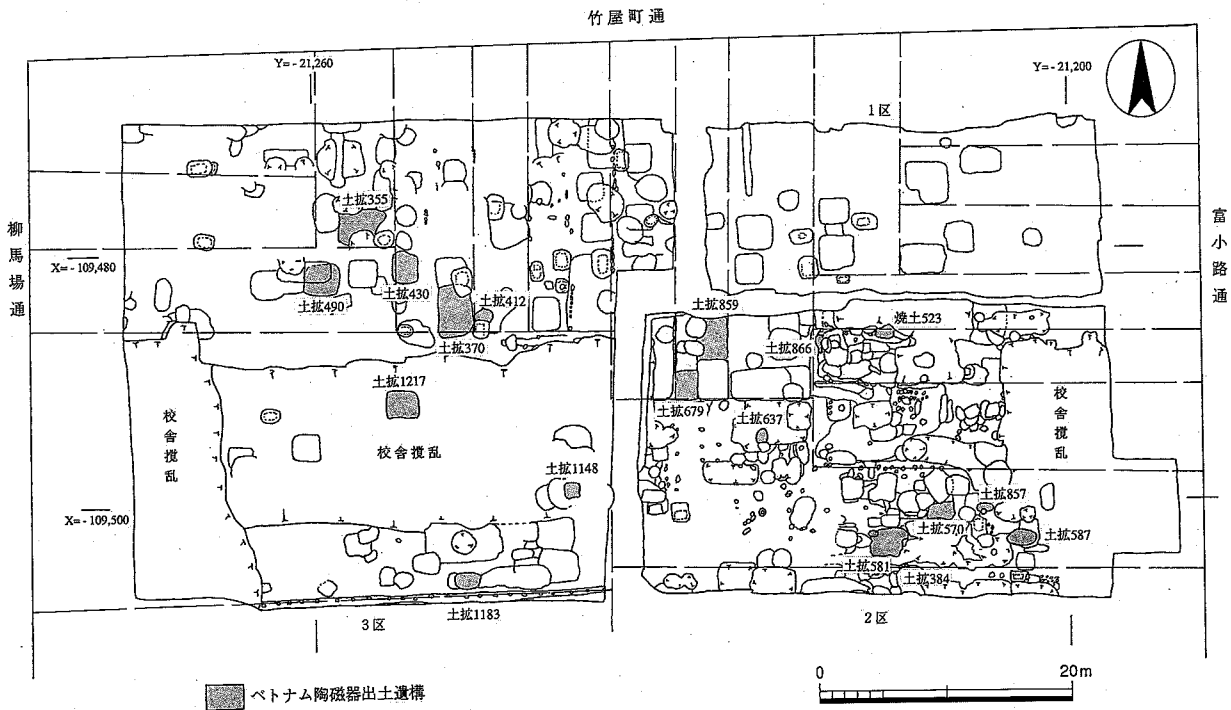 竹屋町通
Y=-21,260
Y=-21,200
1区
土拡355
柳馬場通
富小路通
X=-109,480
土拡490
土拡430
土拡412
土拡859
焼土523
土拡370
土拡866
土拡1217
土拡679
土拡637
校舎攪乱
校舎攪乱
校舎攪乱
土拡1148
土拡857
X=-109,500
土拡570
土拡587
土拡581
土拡384
土拡1183
3区
2区
ベトナム陶磁器出土遺構
0
20m